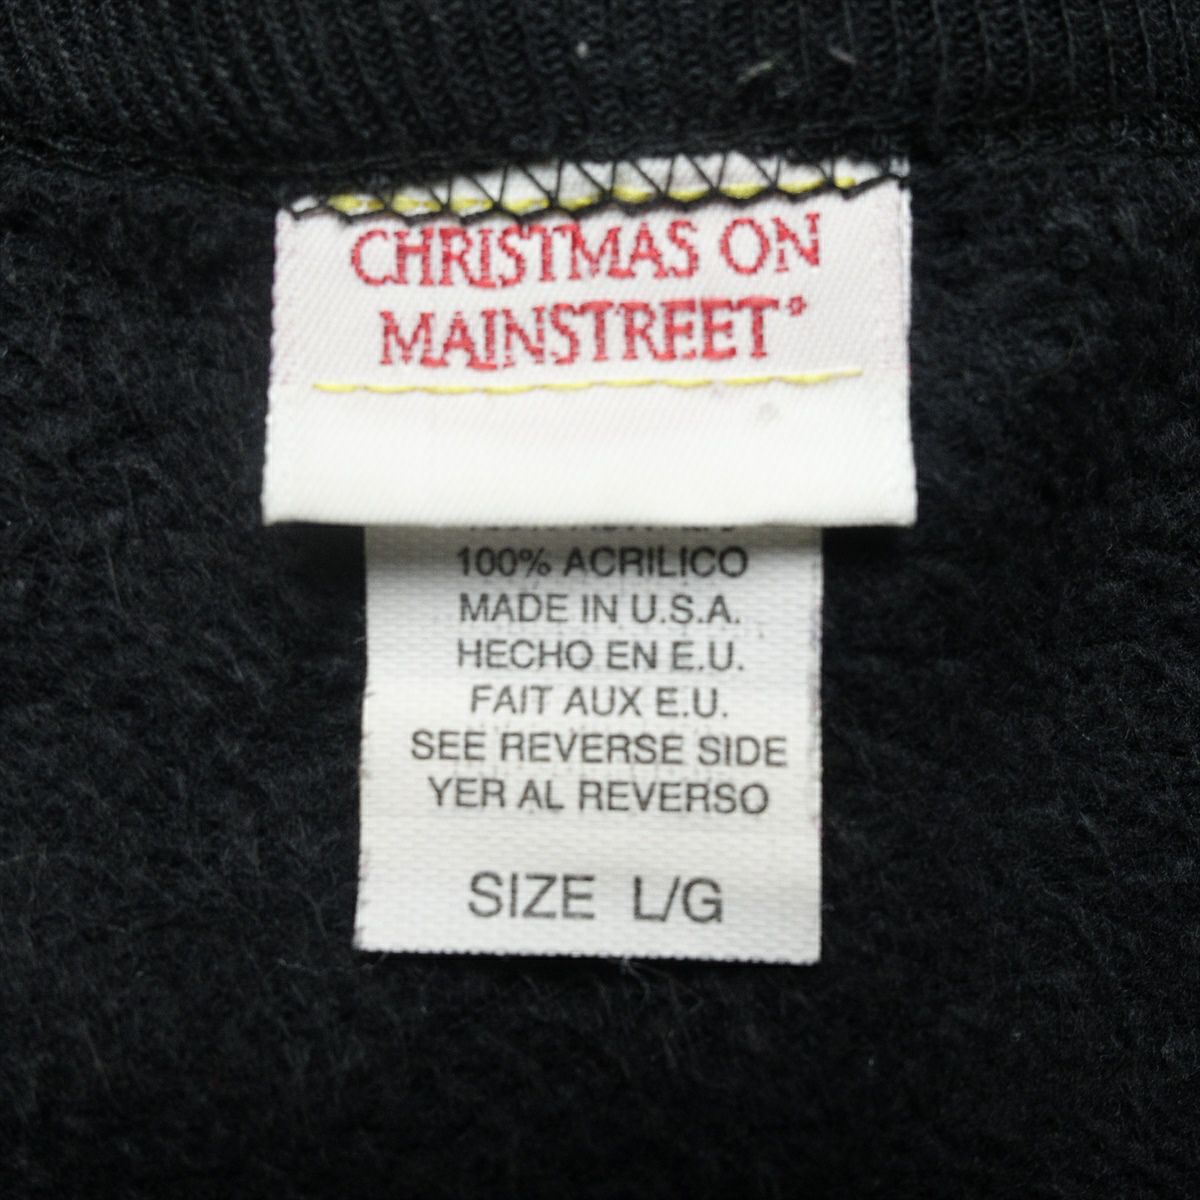 CHRISTMAS ON
MAINSTREET®
100% ACRILICO
MADE IN U.S.A.
HECHO EN E.U.
FAIT AUX E.U.
SEE REVERSE SIDE
YER AL REVERSO
SIZE L/G